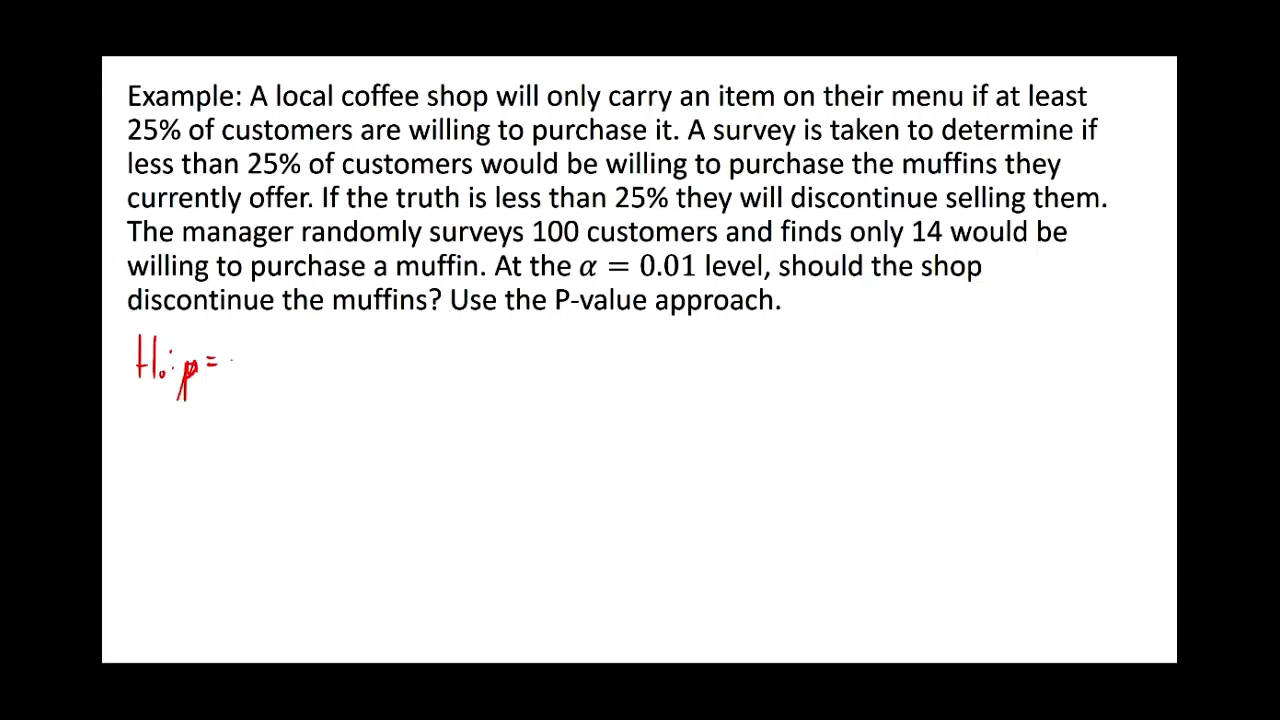 Example: A local coffee shop will only carry an item on their menu if at least
25% of customers are willing to purchase it. A survey is taken to determine if
less than 25% of customers would be willing to purchase the muffins they
currently offer. If the truth is less than 25% they will discontinue selling them.
The manager randomly surveys 100 customers and finds only 14 would be
willing to purchase a muffin. At the 𝛼 = 0.01 level, should the shop
discontinue the muffins? Use the P-value approach.
H₀: p = .